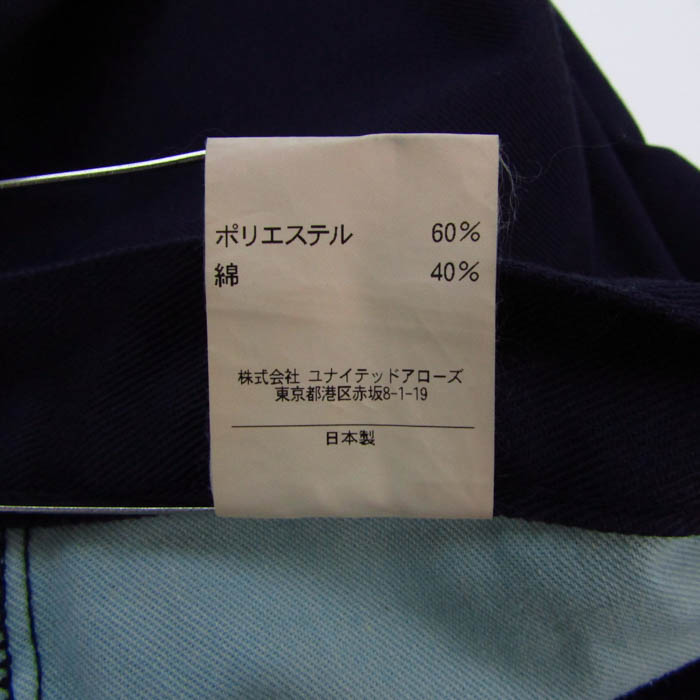 ポリエステル 60%
綿 40%
株式会社 ユナイテッドアローズ
東京都港区赤坂8-1-19
日本製